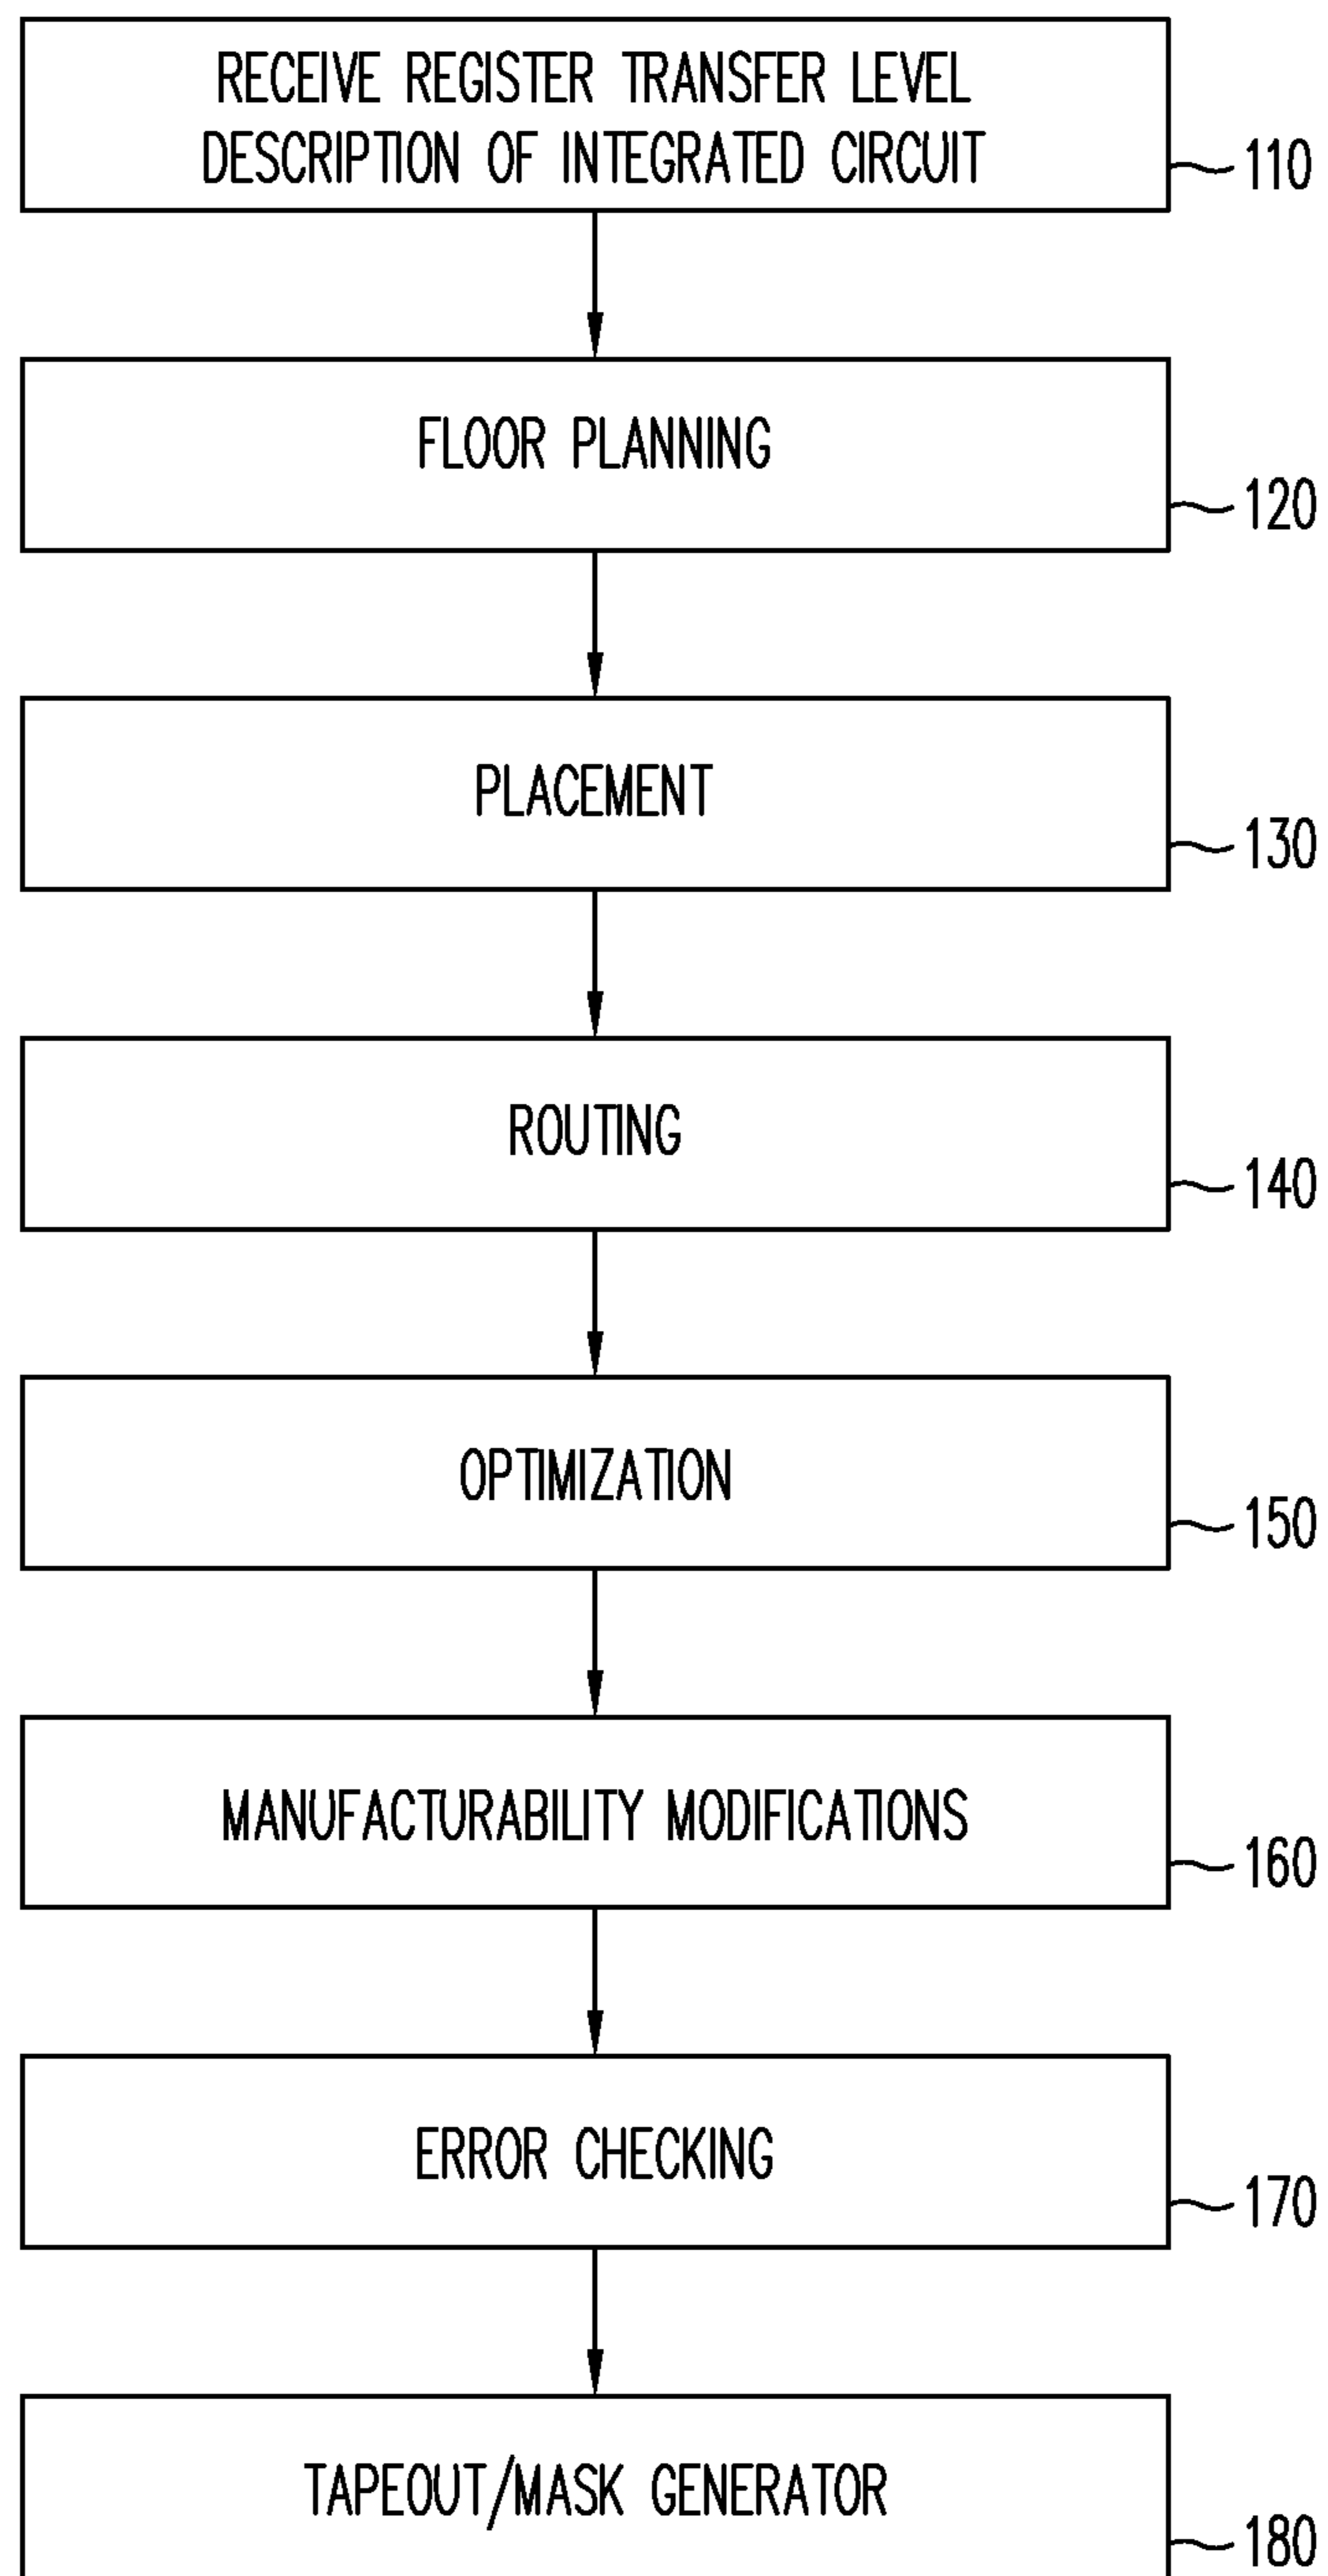 RECEIVE REGISTER TRANSFER LEVEL
DESCRIPTION OF INTEGRATED CIRCUIT
110
FLOOR PLANNING
120
PLACEMENT
130
ROUTING
140
OPTIMIZATION
150
MANUFACTURABILITY MODIFICATIONS
160
ERROR CHECKING
170
TAPEOUT/MASK GENERATOR
180